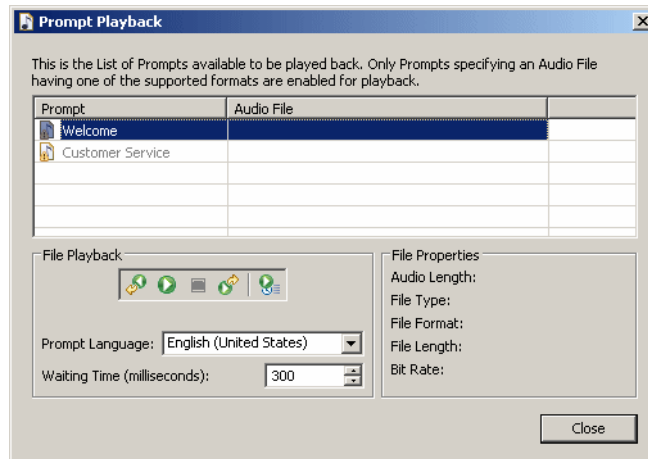 Prompt Playback
This is the List of Prompts available to be played back. Only Prompts specifying an Audio File
having one of the supported formats are enabled for playback.
Prompt Audio File
Welcome
Customer Service
File Playback
Prompt Language: English (United States)
Waiting Time (milliseconds): 300
File Properties
Audio Length:
File Type:
File Format:
File Length:
Bit Rate:
Close